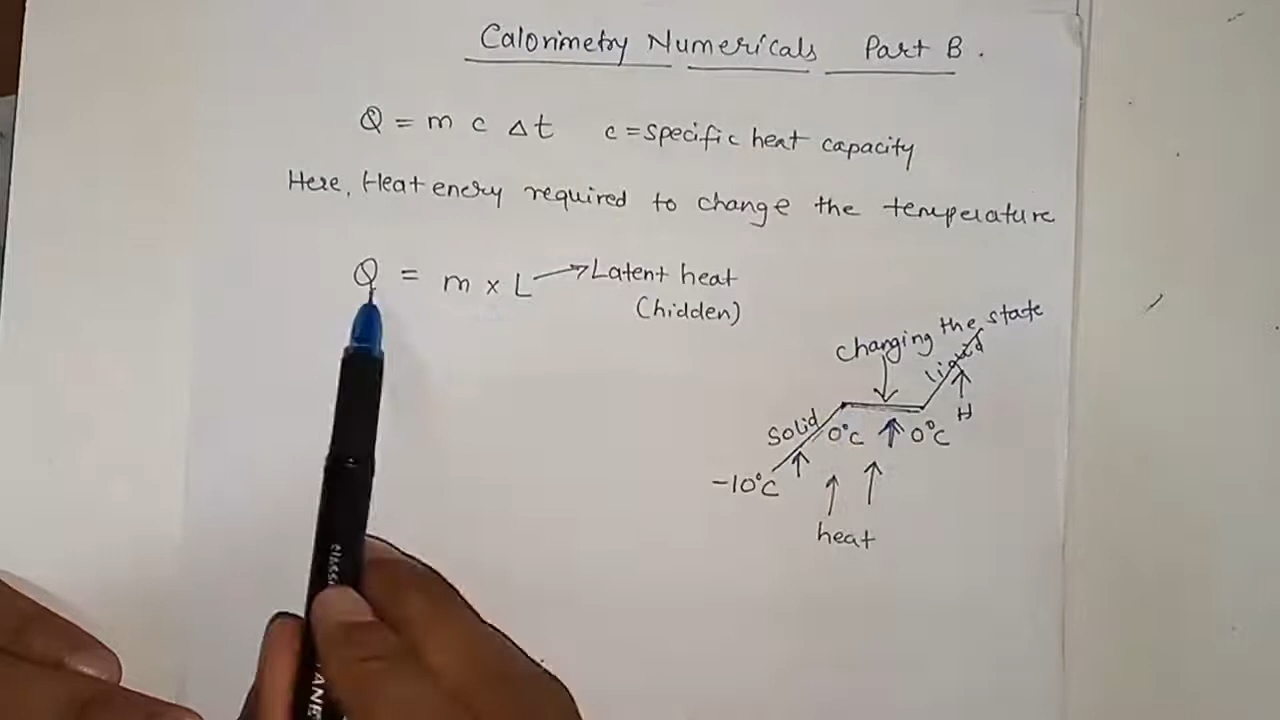 Calorimetry Numericals Part B.
Q = m c Δt c = specific heat capacity
Here, Heat enery required to change the temperature
Q = m × L → Latent heat
(hidden)
changing the state
liquid
solid
0°C 0°C H
-10°C
heat
classi